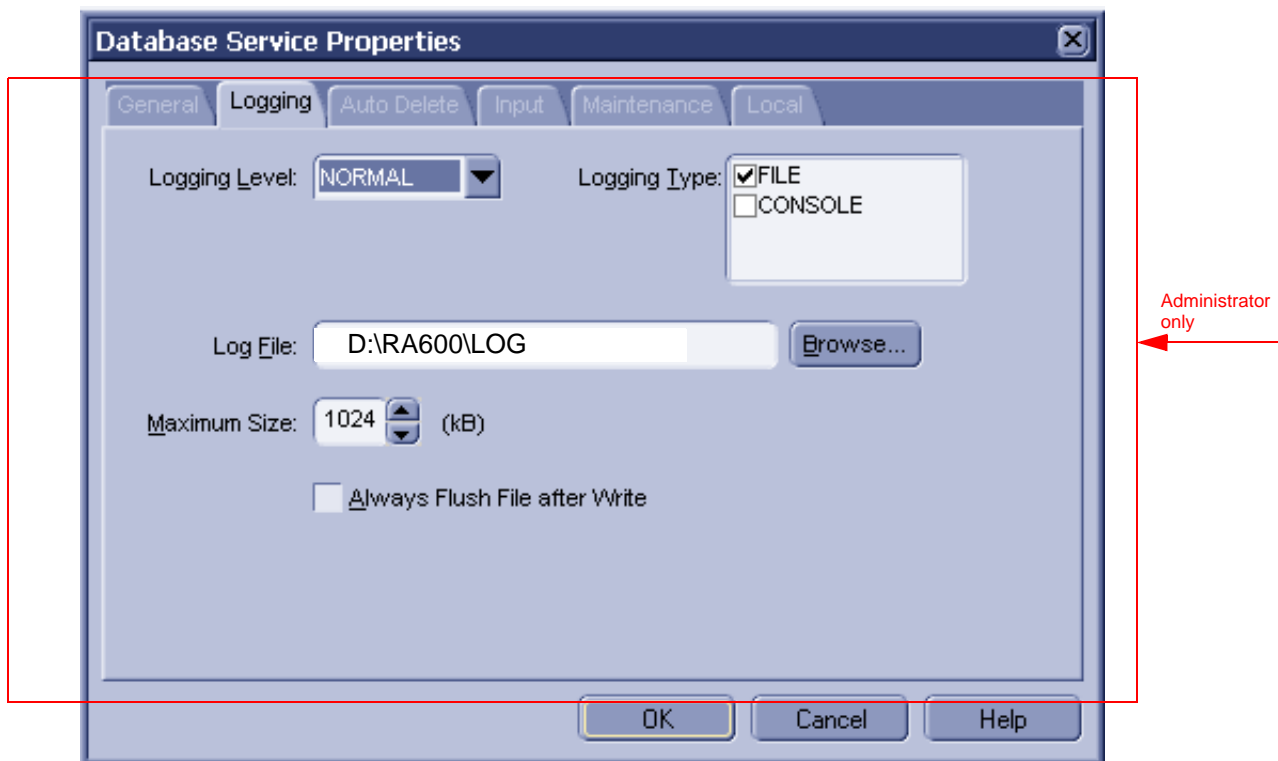 Database Service Properties
General Logging Auto Delete Input Maintenance Local
Logging Level: NORMAL Logging Type: FILE
CONSOLE
Administrator
only
Log File: D:\RA600\LOG Browse...
Maximum Size: 1024 (kB)
Always Flush File after Write
OK Cancel Help